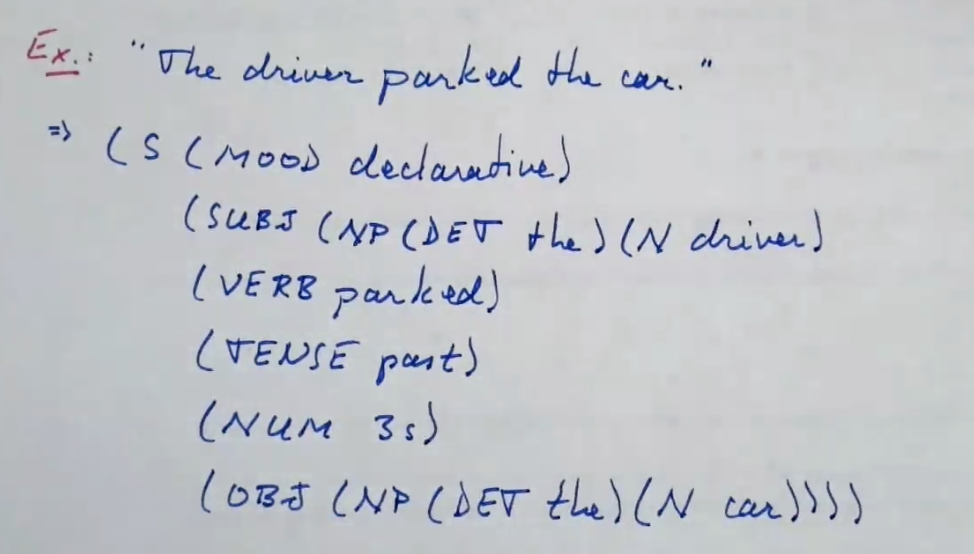 Ex.: "The driver parked the car."
=> (S (MOOD declarative)
(SUBJ (NP (DET the) (N driver)
(VERB parked)
(TENSE past)
(NUM 3s)
(OBJ (NP (DET the) (N car))))